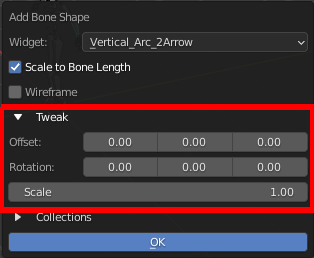 Add Bone Shape
Widget: Vertical_Arc_2Arrow
Scale to Bone Length
Wireframe
Tweak
Offset: 0.00 0.00 0.00
Rotation: 0.00 0.00 0.00
Scale 1.00
Collections
OK